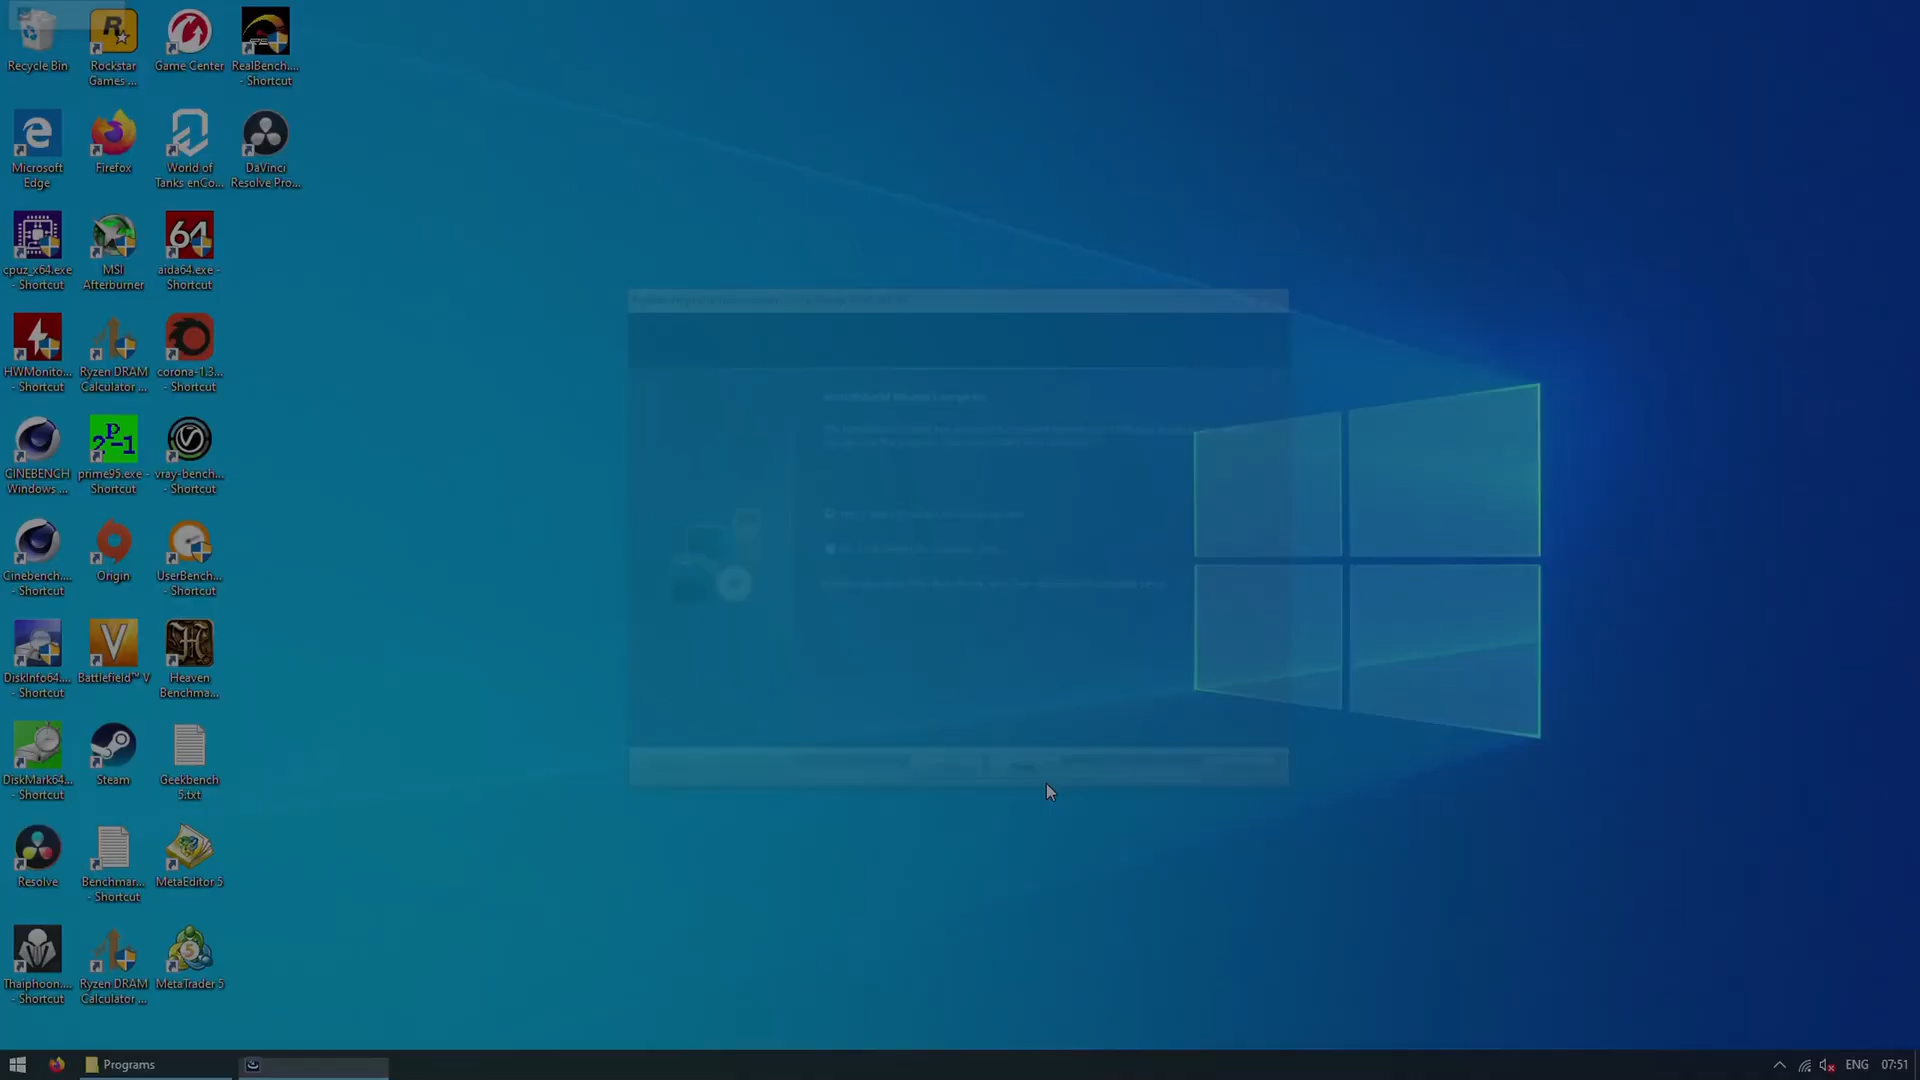 Recycle Bin
Rockstar
Games ...
Game Center
RealBench....
- Shortcut
Microsoft
Edge
Firefox
World of
Tanks enCo...
DaVinci
Resolve Pro...
cpuz_x64.exe
- Shortcut
MSI
Afterburner
64
aida64.exe -
Shortcut
HWMonito...
- Shortcut
Ryzen DRAM
Calculator ...
corona-1.3...
- Shortcut
CINEBENCH
Windows ...
2P-1
prime95.exe -
Shortcut
vray-bench...
- Shortcut
Cinebench....
- Shortcut
Origin
UserBench...
- Shortcut
DiskInfo64...
- Shortcut
Battlefield™ V
Heaven
Benchma...
DiskMark64...
- Shortcut
Steam
Geekbench
5.txt
Resolve
Benchmar...
- Shortcut
MetaEditor 5
Thaiphoon....
- Shortcut
Ryzen DRAM
Calculator ...
MetaTrader 5
Programs
ENG
07:51